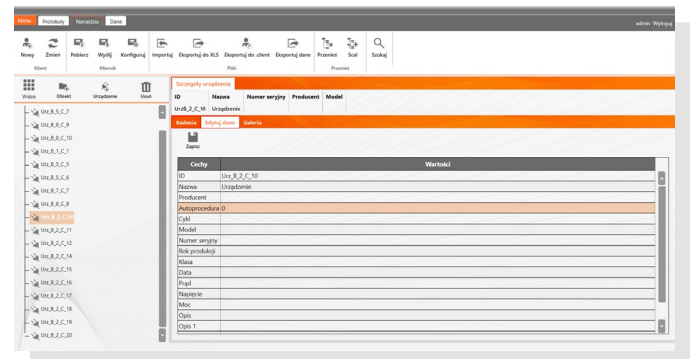 Menu Protokoły Narzędzia Dane admin Wyloguj
Nowy Zmień Pobierz Wyślij Konfiguruj Importuj Eksportuj do XLS Eksportuj do .client Eksportuj dane Przenieś Scal Szukaj
Klient Miernik Pliki Przenieś
Widok Obiekt Urządzenie Usuń
Szczegóły urządzenia
ID Nazwa Numer seryjny Producent Model
Urz_B_2_C_10 Urządzenie
Badania Edytuj dane Galeria
Zapisz
Urz_B_5_C_7
Urz_B_8_C_9
Urz_B_8_C_10
Urz_B_1_C_1
Urz_B_5_C_5
Urz_B_5_C_6
Urz_B_7_C_7
Urz_B_8_C_8
Urz_B_2_C_10
Urz_B_2_C_11
Urz_B_2_C_12
Urz_B_2_C_14
Urz_B_2_C_15
Urz_B_2_C_16
Urz_B_2_C_17
Urz_B_2_C_18
Urz_B_2_C_19
Urz_B_2_C_20
Cechy Wartości
ID Urz_B_2_C_10
Nazwa Urządzenie
Producent
Autoprocedura 0
Cykl
Model
Numer seryjny
Rok produkcji
Klasa
Data
Prąd
Napięcie
Moc
Opis
Opis 1